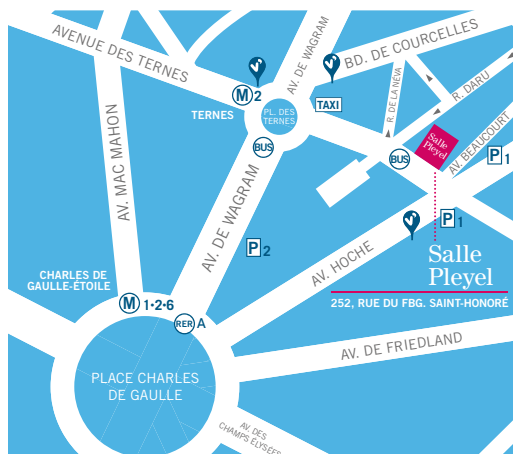 AVENUE DES TERNES
AV. DE WAGRAM
BD. DE COURCELLES
M 2
TERNES
PL. DES
TERNES
TAXI
R. DE LA NÉVA
R. DARU
AV. MAC MAHON
BUS
BUS
Salle
Pleyel
AV. BEAUCOURT
P 1
AV. DE WAGRAM
P 2
P 1
AV. HOCHE
Salle
Pleyel
252, RUE DU FBG. SAINT-HONORÉ
CHARLES DE
GAULLE-ÉTOILE
M 1•2•6
RER A
AV. DE FRIEDLAND
PLACE CHARLES
DE GAULLE
AV. DES
CHAMPS ÉLYSÉES